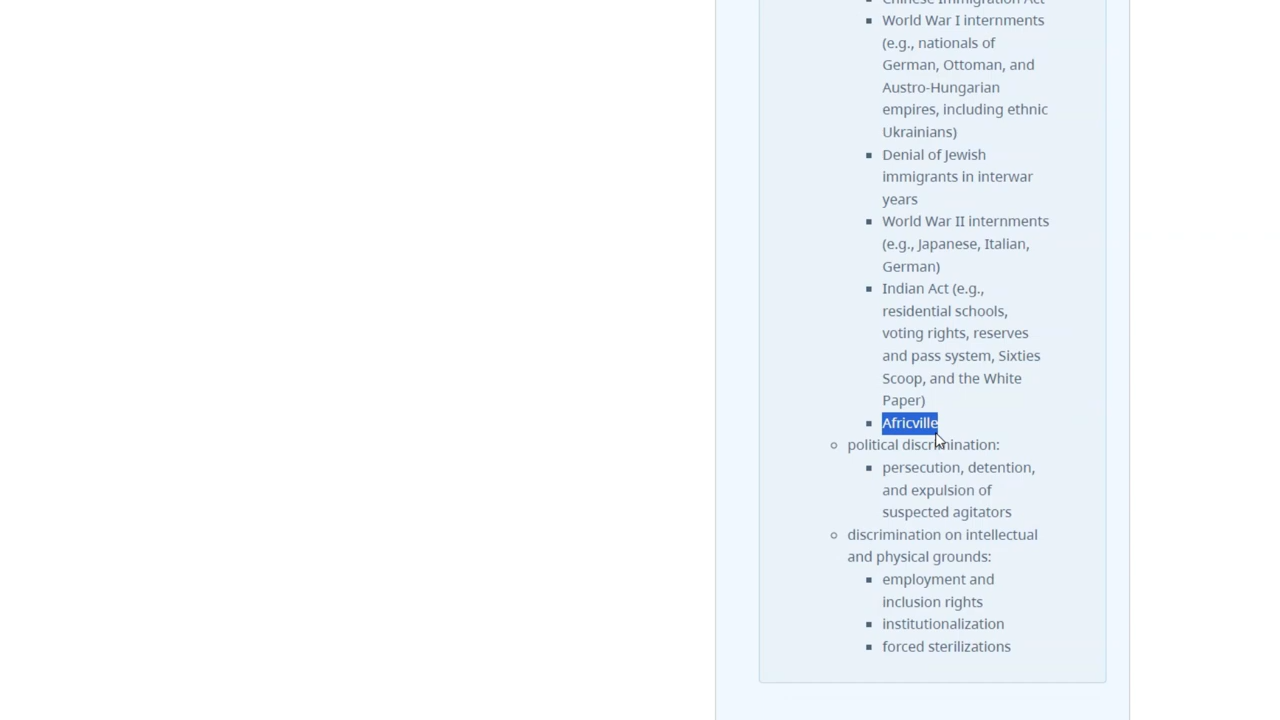 Chinese Immigration Act
World War I internments
(e.g., nationals of
German, Ottoman, and
Austro-Hungarian
empires, including ethnic
Ukrainians)
Denial of Jewish
immigrants in interwar
years
World War II internments
(e.g., Japanese, Italian,
German)
Indian Act (e.g.,
residential schools,
voting rights, reserves
and pass system, Sixties
Scoop, and the White
Paper)
Africville
political discrimination:
persecution, detention,
and expulsion of
suspected agitators
discrimination on intellectual
and physical grounds:
employment and
inclusion rights
institutionalization
forced sterilizations